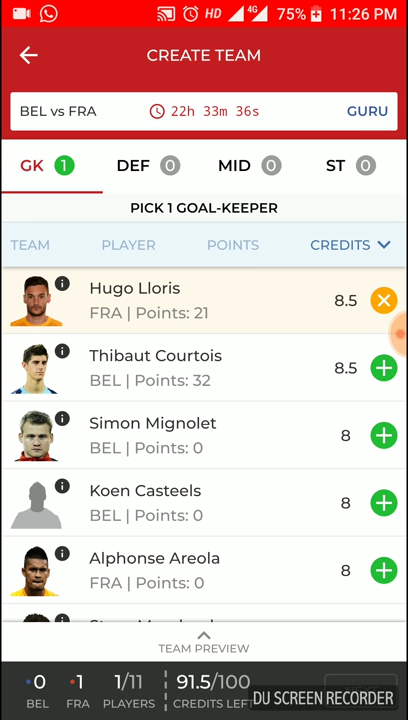 HD 4G 75% 11:26 PM
CREATE TEAM
BEL vs FRA 22h 33m 36s GURU
GK 1 DEF 0 MID 0 ST 0
PICK 1 GOAL-KEEPER
TEAM PLAYER POINTS CREDITS
Hugo Lloris
FRA | Points: 21
8.5
Thibaut Courtois
BEL | Points: 32
8.5
Simon Mignolet
BEL | Points: 0
8
Koen Casteels
BEL | Points: 0
8
Alphonse Areola
FRA | Points: 0
8
TEAM PREVIEW
0 1 1/11 91.5/100
BEL FRA PLAYERS CREDITS LEFT
DU SCREEN RECORDER